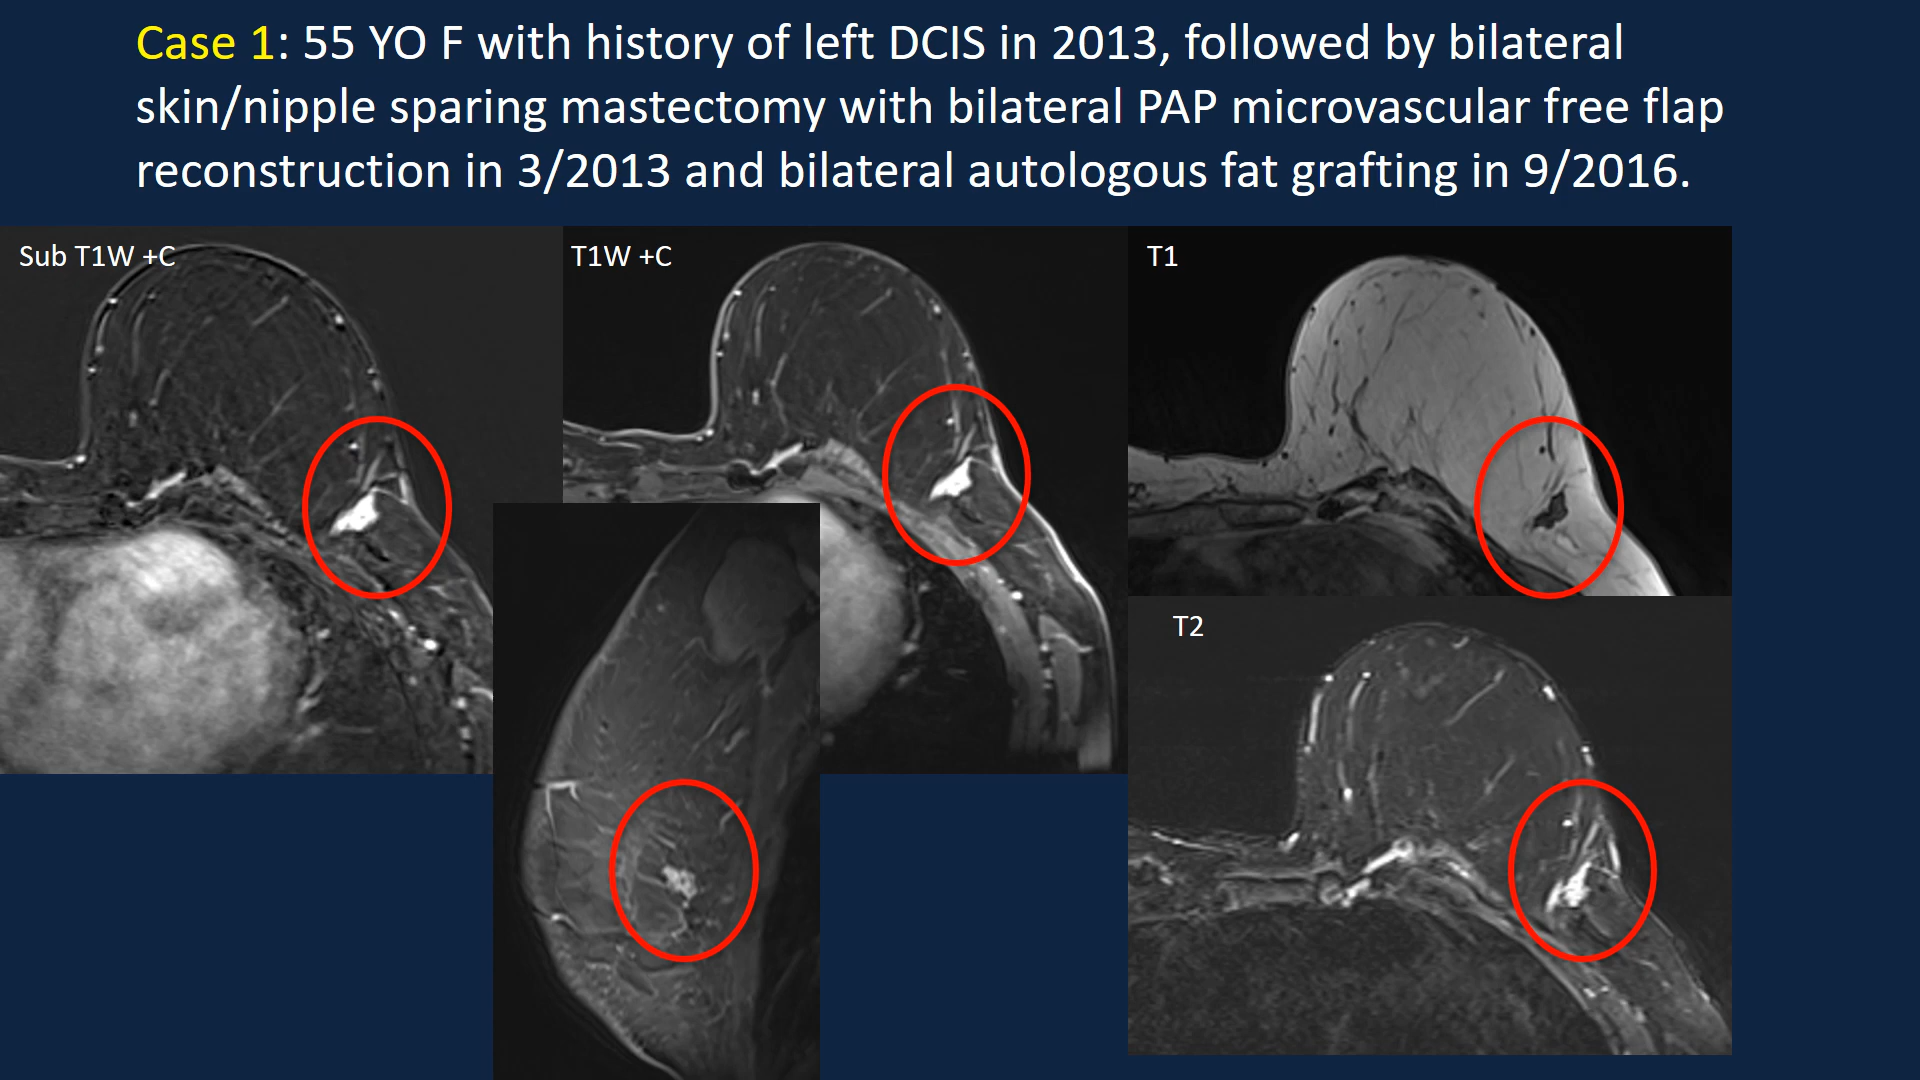 Case 1: 55 YO F with history of left DCIS in 2013, followed by bilateral
skin/nipple sparing mastectomy with bilateral PAP microvascular free flap
reconstruction in 3/2013 and bilateral autologous fat grafting in 9/2016.
Sub T1W +C
T1W +C
T1
T2